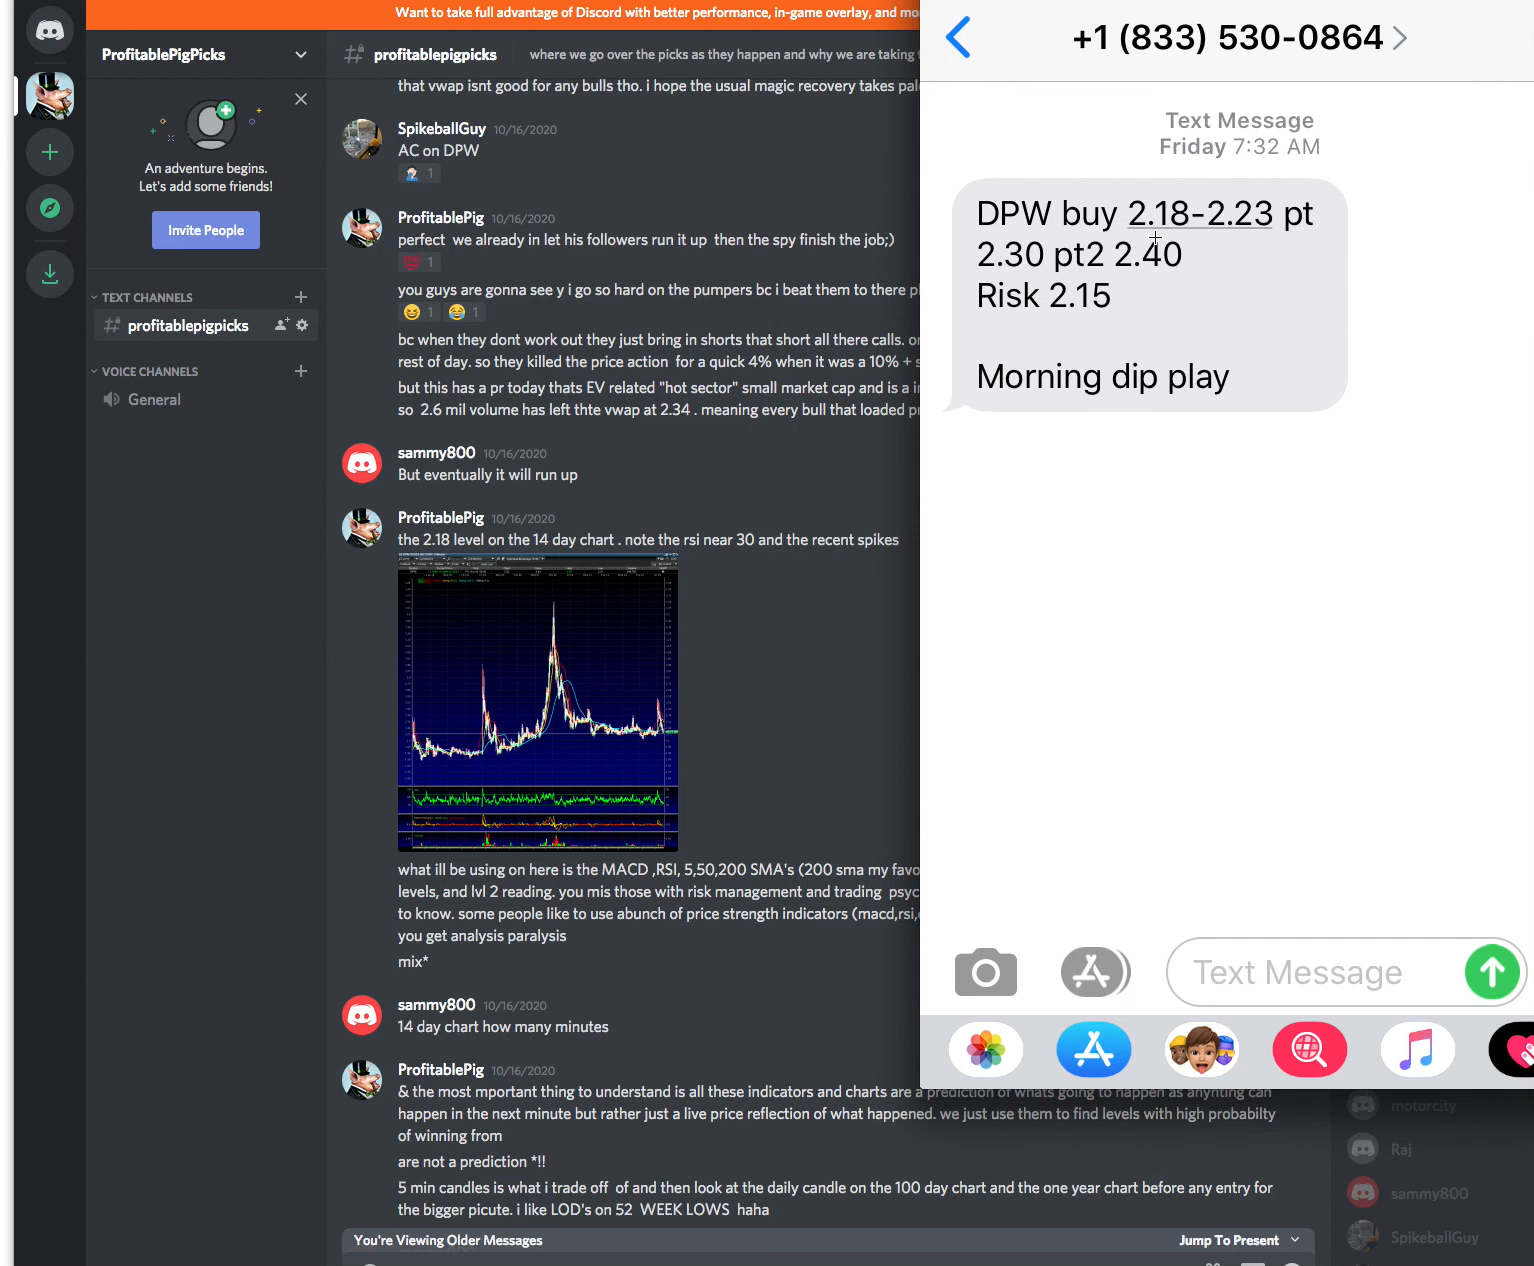 Want to take full advantage of Discord with better performance, in-game overlay, and mo
ProfitablePigPicks
An adventure begins.
Let's add some friends!
Invite People
TEXT CHANNELS
profitablepigpicks
VOICE CHANNELS
General
profitablepigpicks
where we go over the picks as they happen and why we are taking
that vwap isnt good for any bulls tho. i hope the usual magic recovery takes pal
SpikeballGuy 10/16/2020
AC on DPW
1
ProfitablePig 10/16/2020
perfect we already in let his followers run it up then the spy finish the job;)
1
you guys are gonna see y i go so hard on the pumpers bc i beat them to there p
1 1
bc when they dont work out they just bring in shorts that short all there calls. o
rest of day. so they killed the price action for a quick 4% when it was a 10% + s
but this has a pr today thats EV related "hot sector" small market cap and is a i
so 2.6 mil volume has left thte vwap at 2.34 . meaning every bull that loaded p
sammy800 10/16/2020
But eventually it will run up
ProfitablePig 10/16/2020
the 2.18 level on the 14 day chart . note the rsi near 30 and the recent spikes
what ill be using on here is the MACD ,RSI, 5,50,200 SMA's (200 sma my favo
levels, and lvl 2 reading. you mis those with risk management and trading psyc
to know. some people like to use abunch of price strength indicators (macd,rsi,
you get analysis paralysis
mix*
sammy800 10/16/2020
14 day chart how many minutes
ProfitablePig 10/16/2020
& the most mportant thing to understand is all these indicators and charts are a prediction of whats going to happen as anyhting can
happen in the next minute but rather just a live price reflection of what happened. we just use them to find levels with high probabilty
of winning from
are not a prediction *!!
5 min candles is what i trade off of and then look at the daily candle on the 100 day chart and the one year chart before any entry for
the bigger picute. i like LOD's on 52 WEEK LOWS haha
You're Viewing Older Messages
Jump To Present
+1 (833) 530-0864
Text Message
Friday 7:32 AM
DPW buy 2.18-2.23 pt
2.30 pt2 2.40
Risk 2.15
Morning dip play
Text Message
motorcity
Raj
sammy800
SpikeballGuy